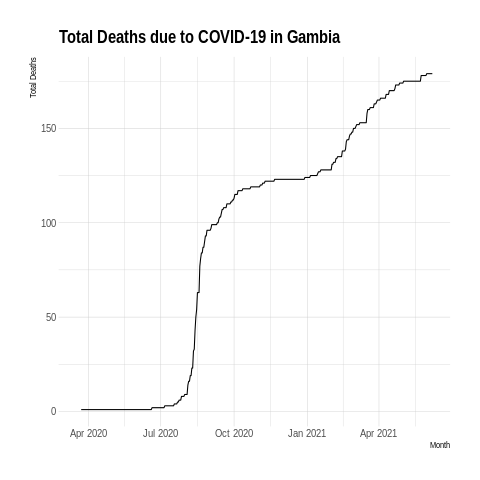 Total Deaths due to COVID-19 in Gambia
Total Deaths
150
100
50
0
Apr 2020 Jul 2020 Oct 2020 Jan 2021 Apr 2021
Month